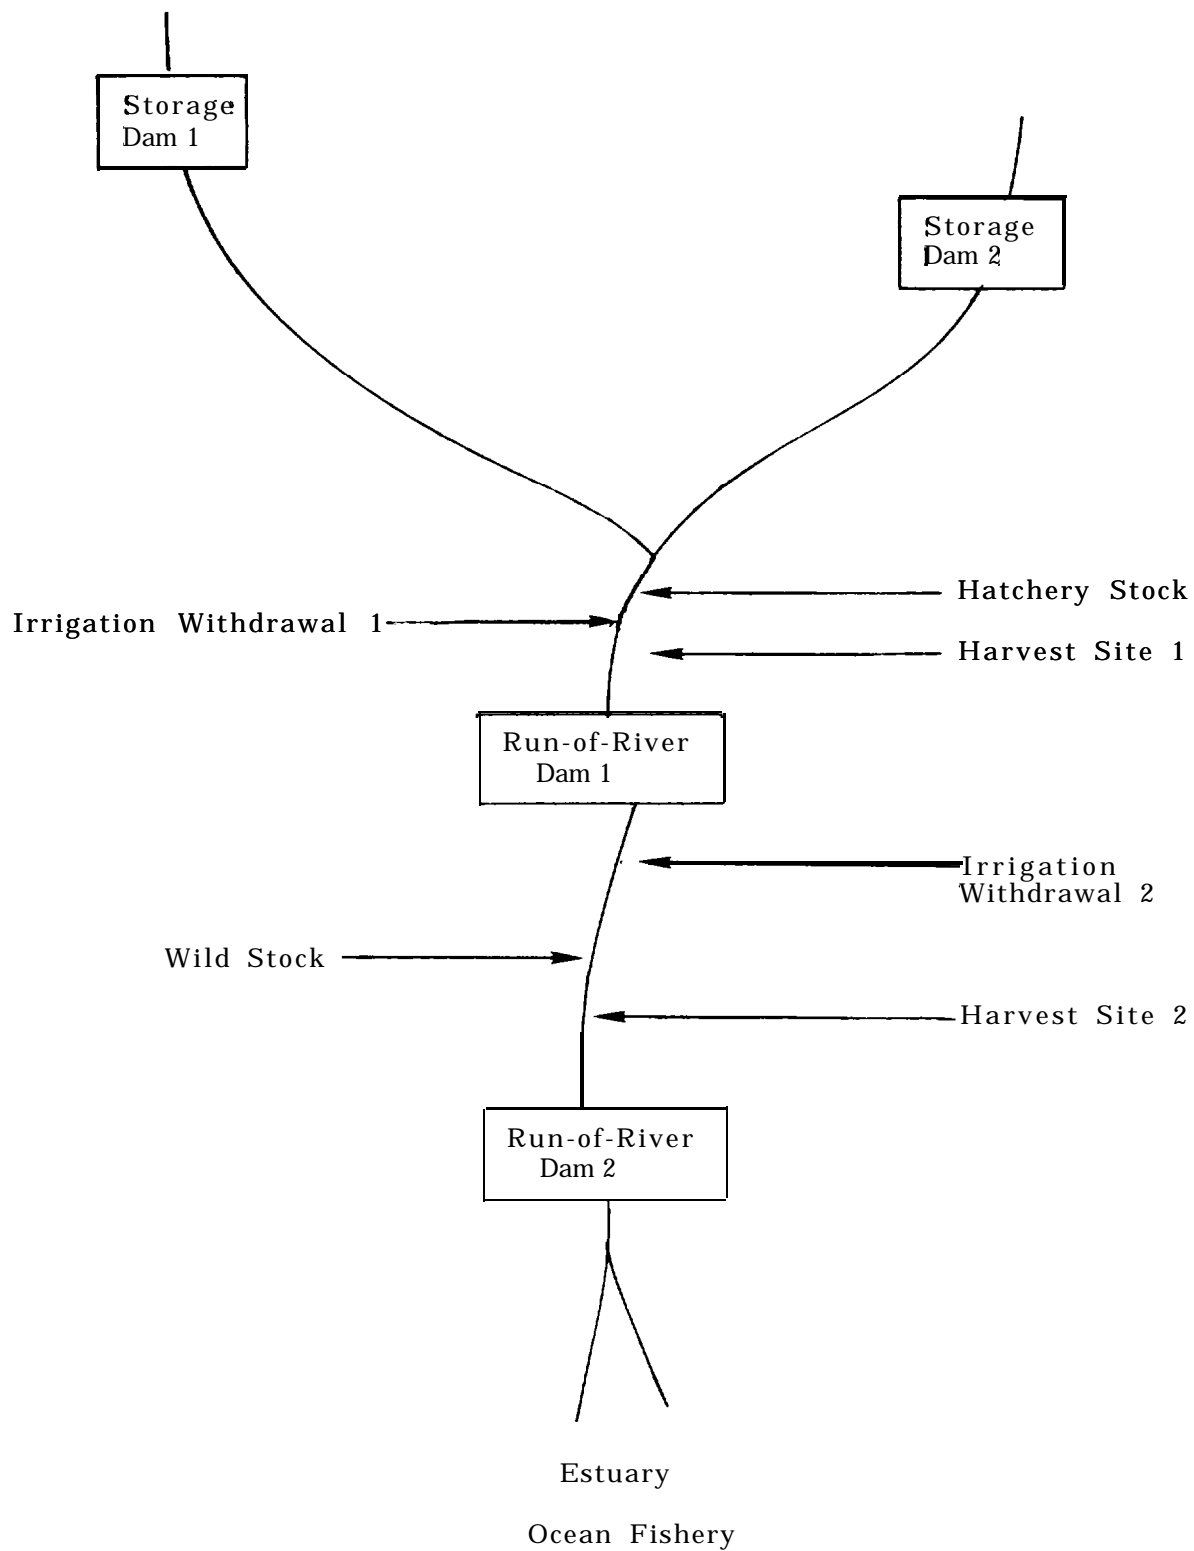 Storage
Dam 1
Storage
Dam 2
Hatchery Stock
Irrigation Withdrawal 1
Harvest Site 1
Run-of-River
Dam 1
Irrigation
Withdrawal 2
Wild Stock
Harvest Site 2
Run-of-River
Dam 2
Estuary
Ocean Fishery